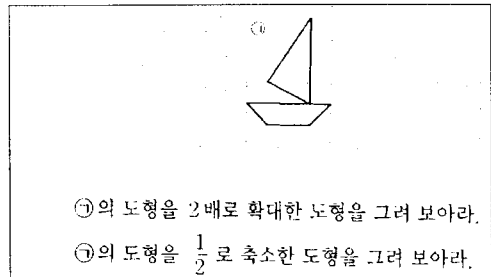 ㉠
㉠의 도형을 2배로 확대한 도형을 그려 보아라.
㉠의 도형을 1/2 로 축소한 도형을 그려 보아라.